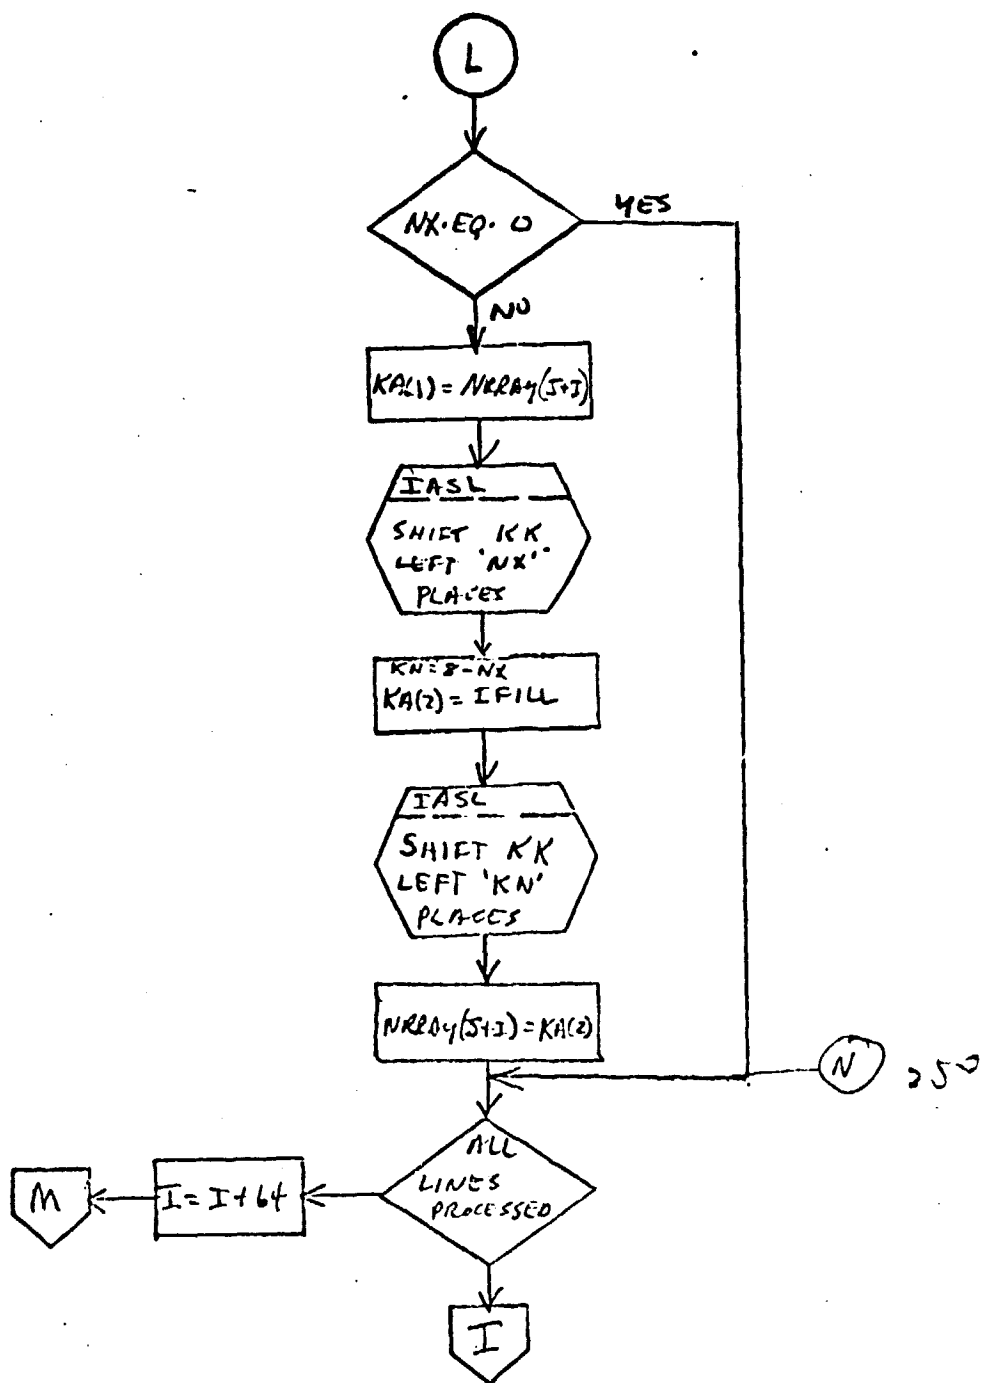 L
NX.EQ. 0
YES
NO
KA(1) = NRRAY(J+I)
IASL
SHIFT KK
LEFT 'NX'
PLACES
KN = 8 - NX
KA(2) = IFILL
IASL
SHIFT KK
LEFT 'KN'
PLACES
NRRAY(J+I) = KA(2)
N 250
ALL
LINES
PROCESSED
I = I + 64
M
I